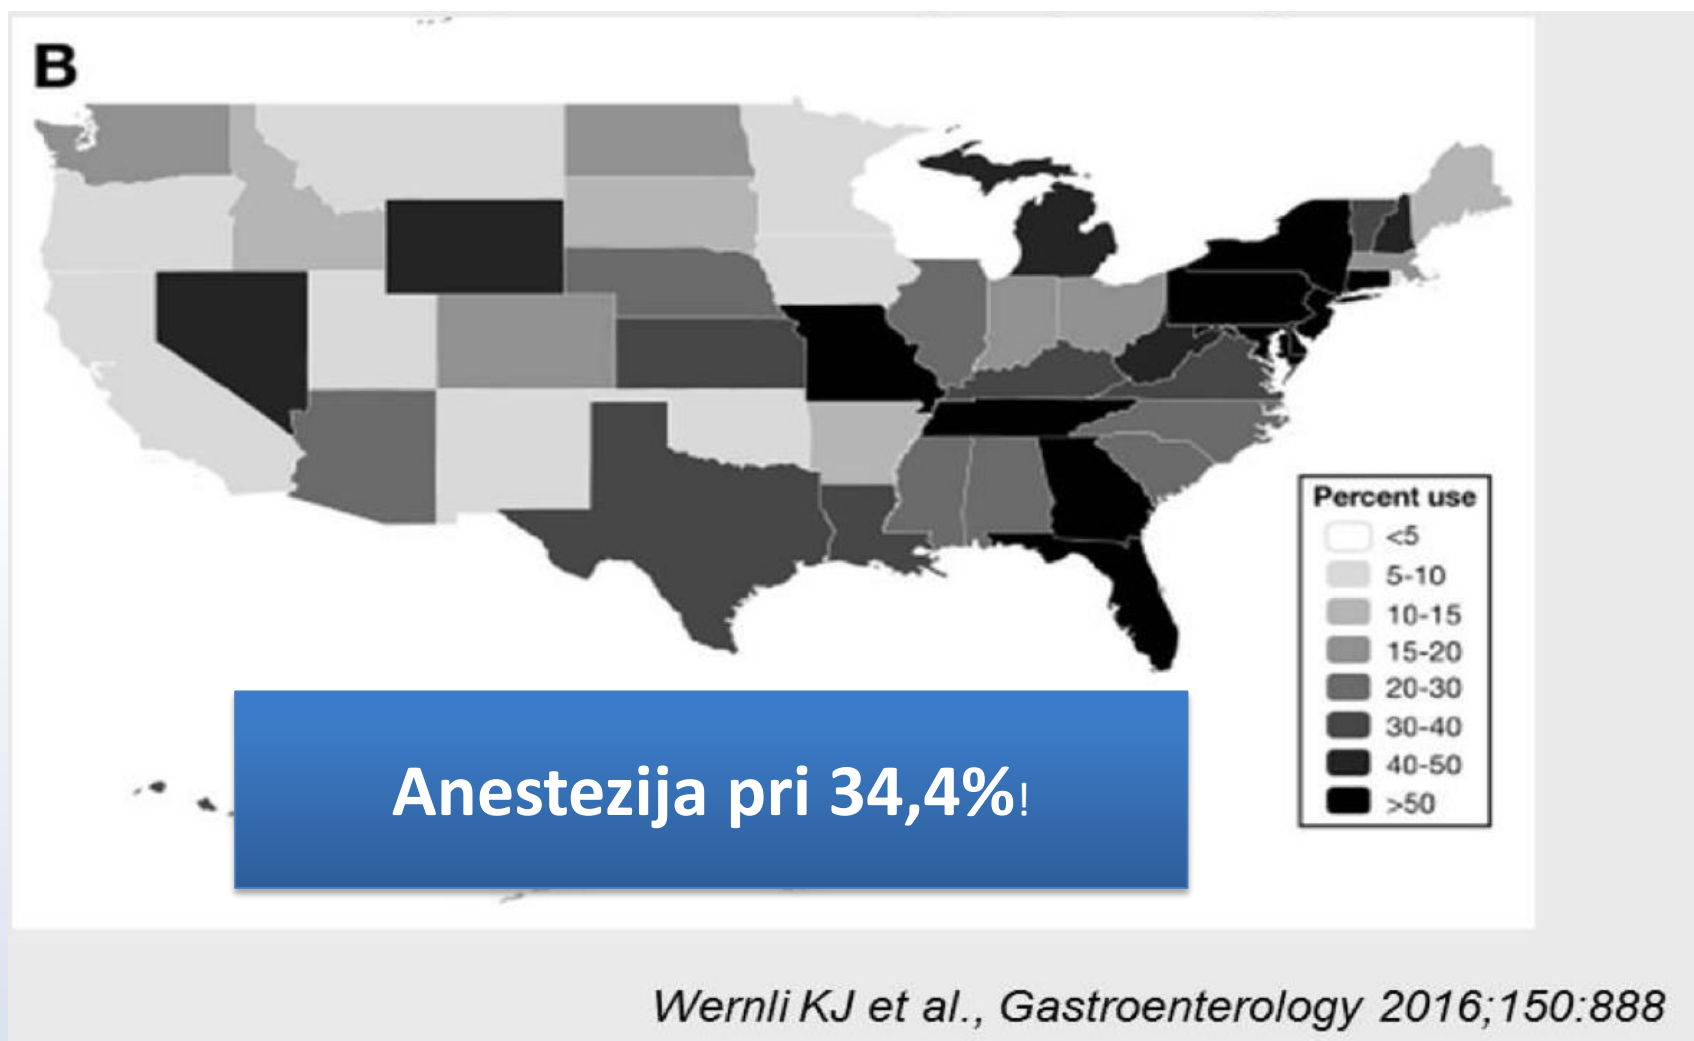 B
Percent use
<5
5-10
10-15
15-20
20-30
30-40
40-50
>50
Anestezija pri 34,4%!
Wernli KJ et al., Gastroenterology 2016;150:888